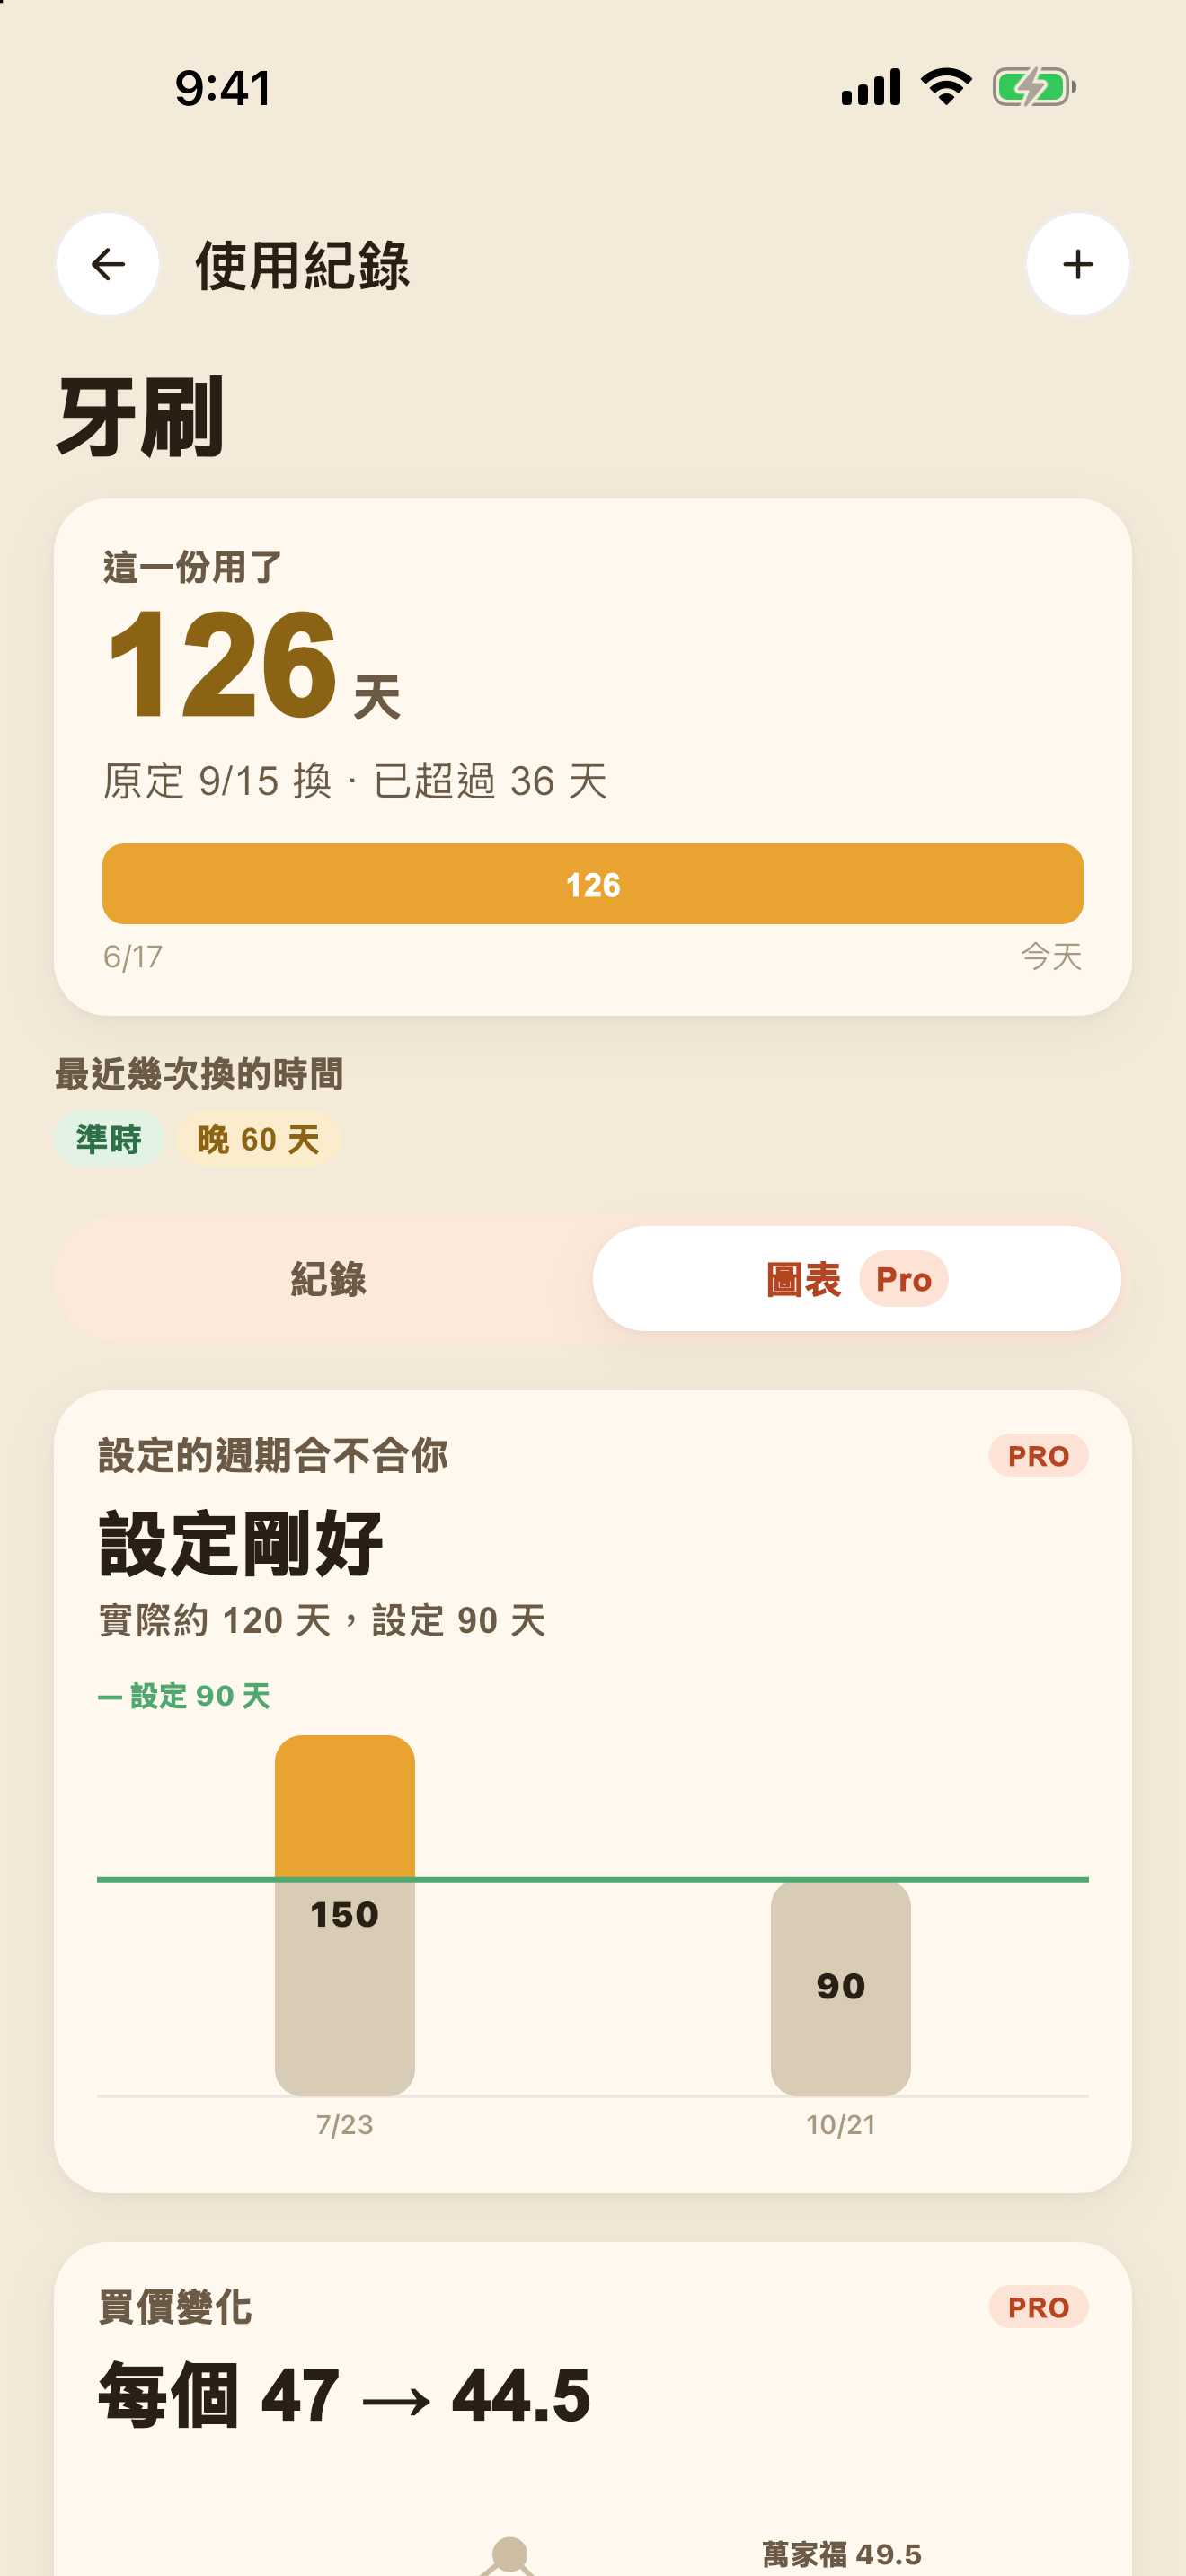 9:41
使用紀錄
牙刷
這一份用了
126 天
原定 9/15 換 · 已超過 36 天
126
6/17 今天
最近幾次換的時間
準時 晚 60 天
紀錄 圖表 Pro
設定的週期合不合你 PRO
設定剛好
實際約 120 天，設定 90 天
— 設定 90 天
150
90
7/23 10/21
買價變化 PRO
每個 47 → 44.5
萬家福 49.5